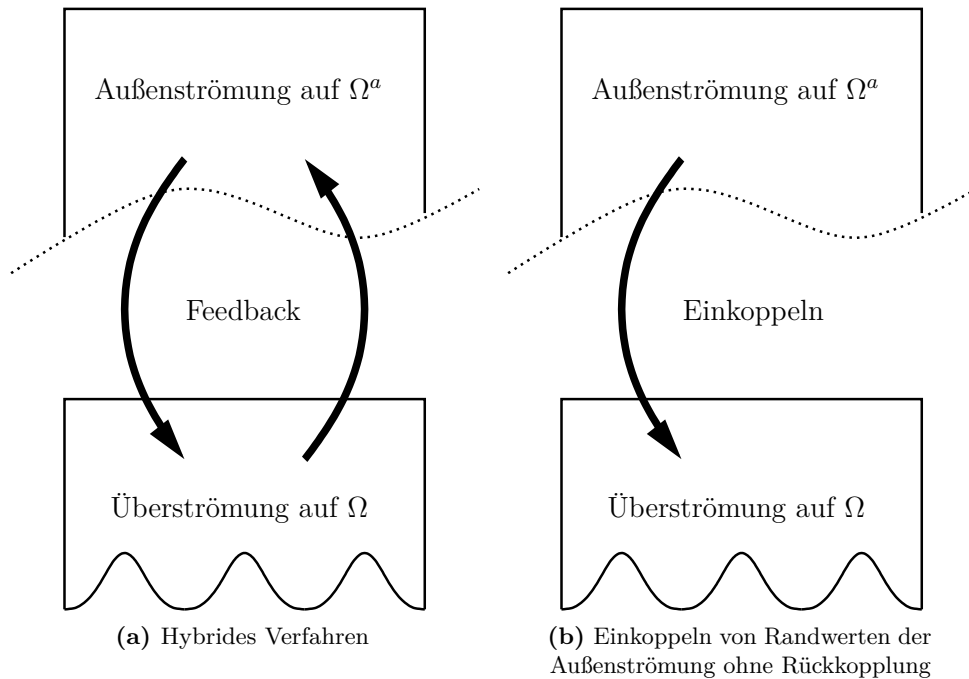 Außenströmung auf Ωᵃ
Feedback
Überströmung auf Ω
(a) Hybrides Verfahren
Außenströmung auf Ωᵃ
Einkoppeln
Überströmung auf Ω
(b) Einkoppeln von Randwerten der
Außenströmung ohne Rückkopplung